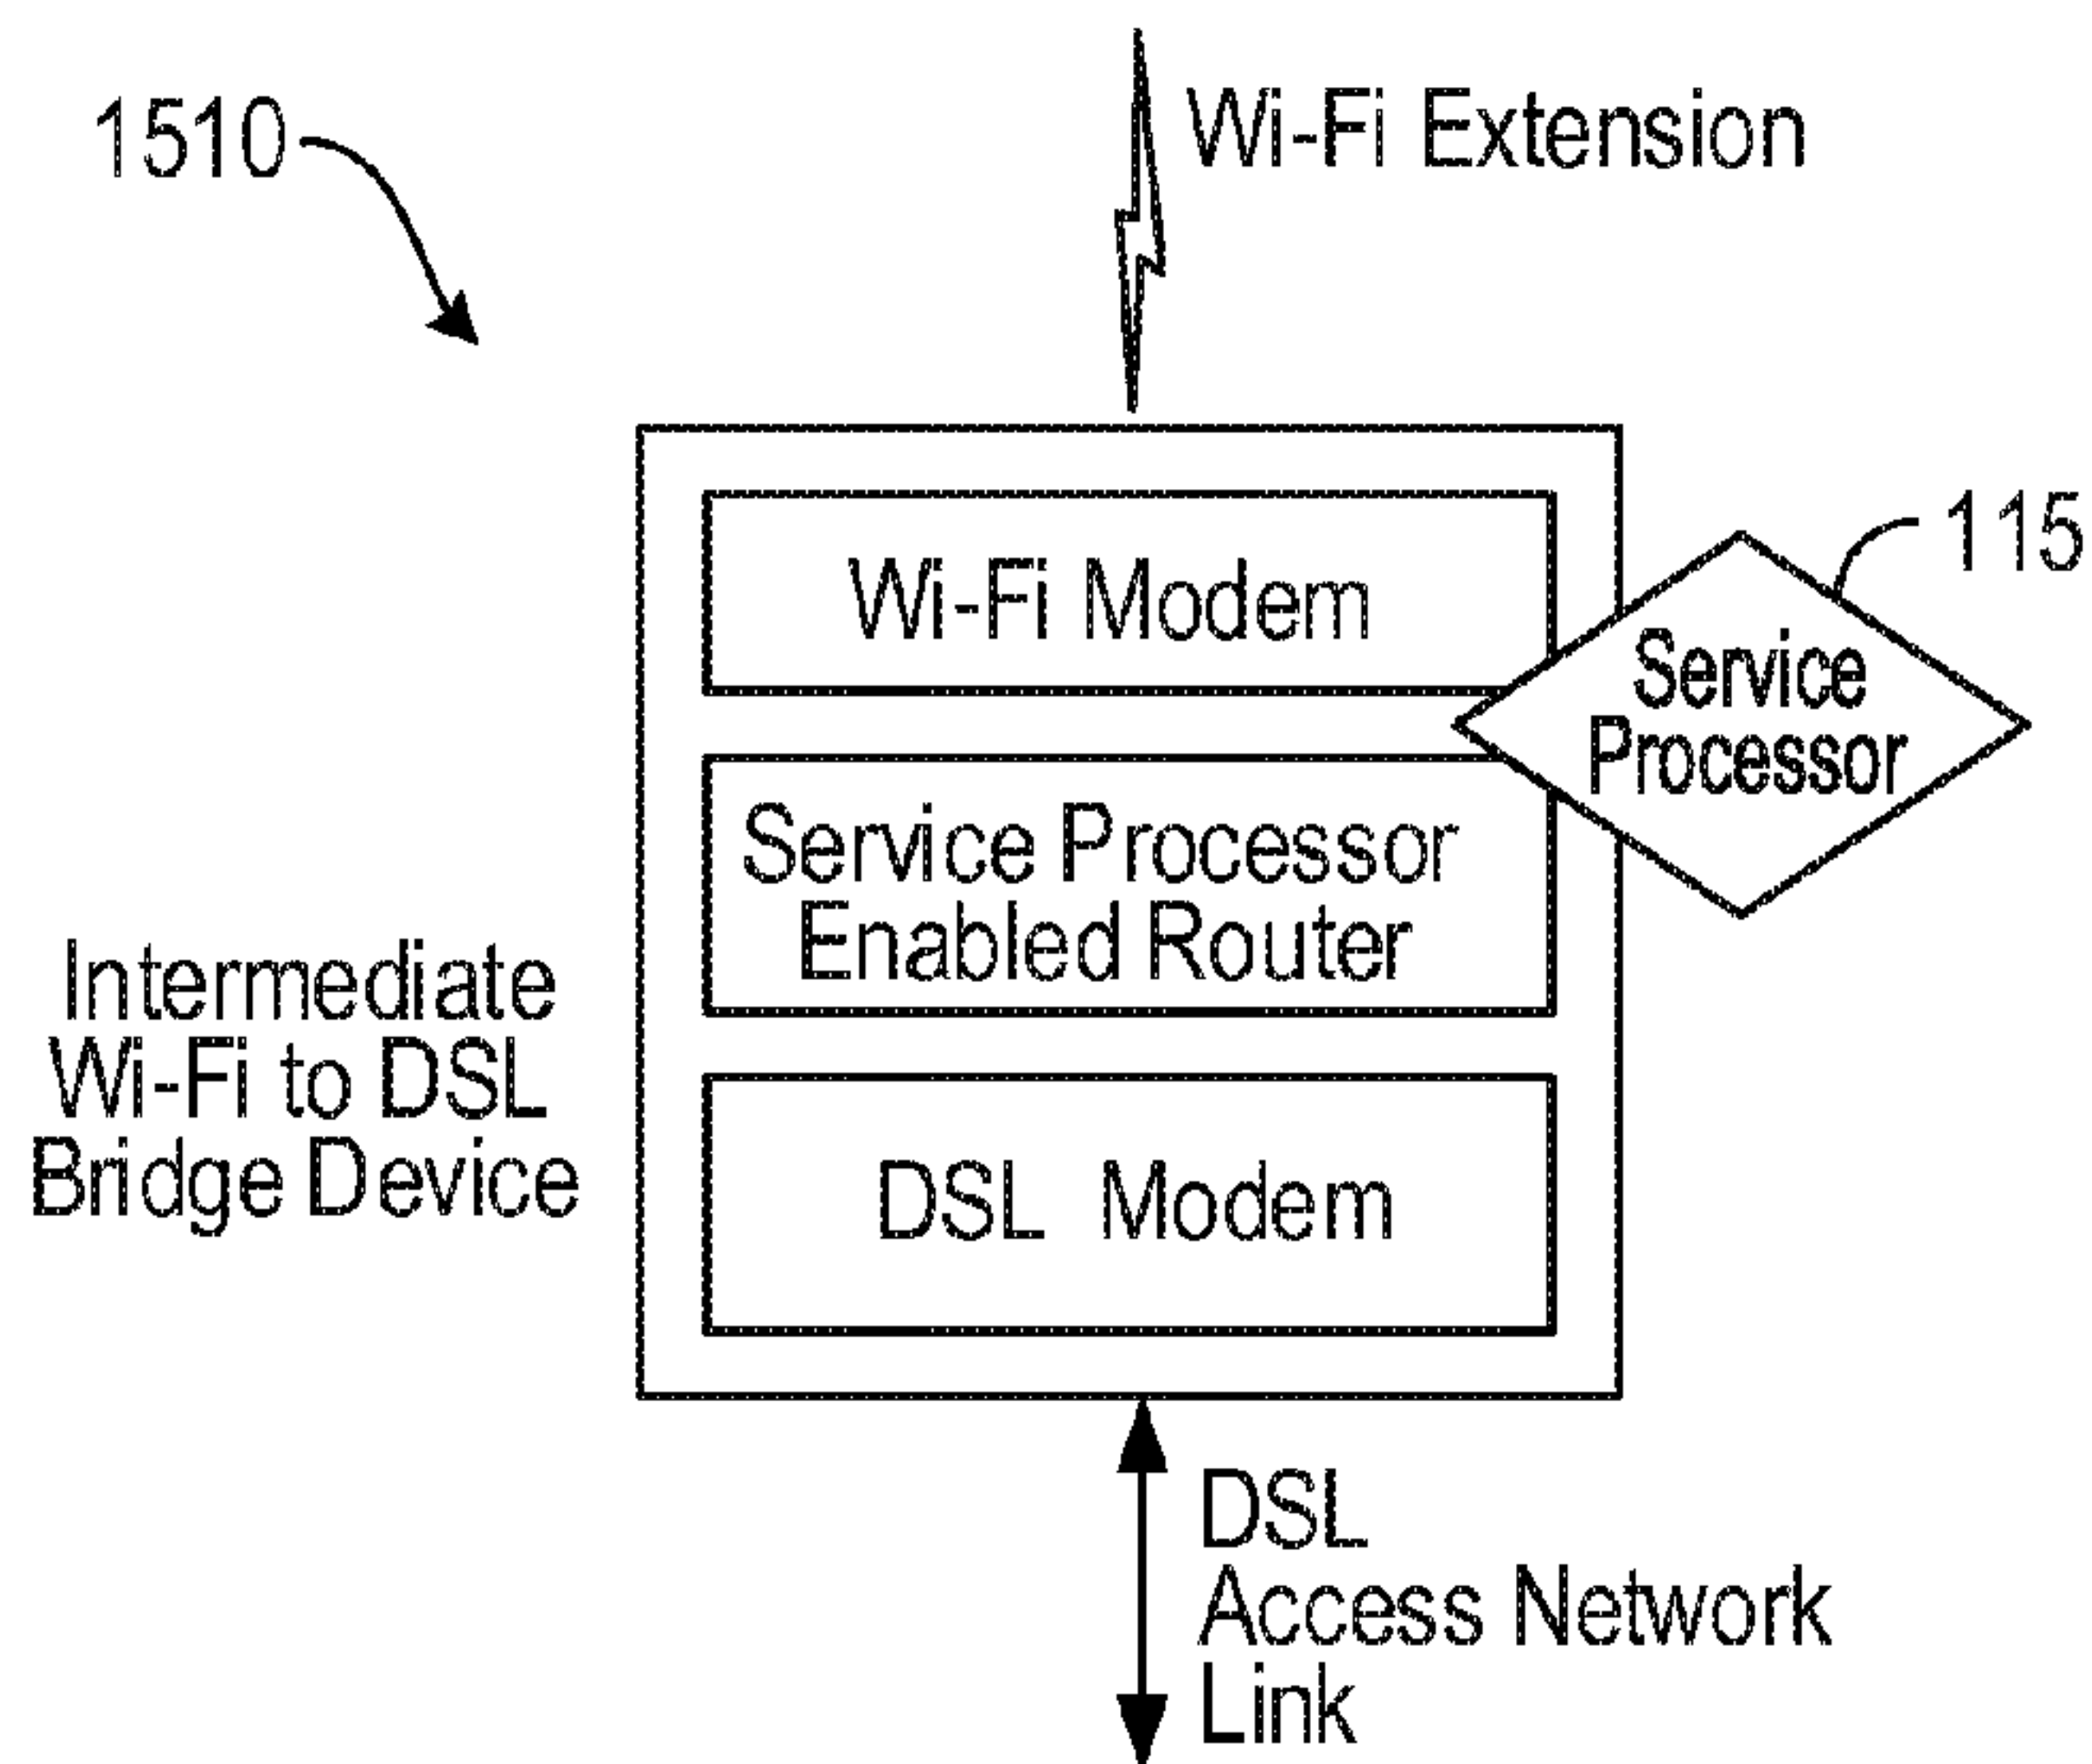 1510
Wi-Fi Extension
Wi-Fi Modem
115
Service
Processor
Service Processor
Enabled Router
Intermediate
Wi-Fi to DSL
Bridge Device
DSL Modem
DSL
Access Network
Link